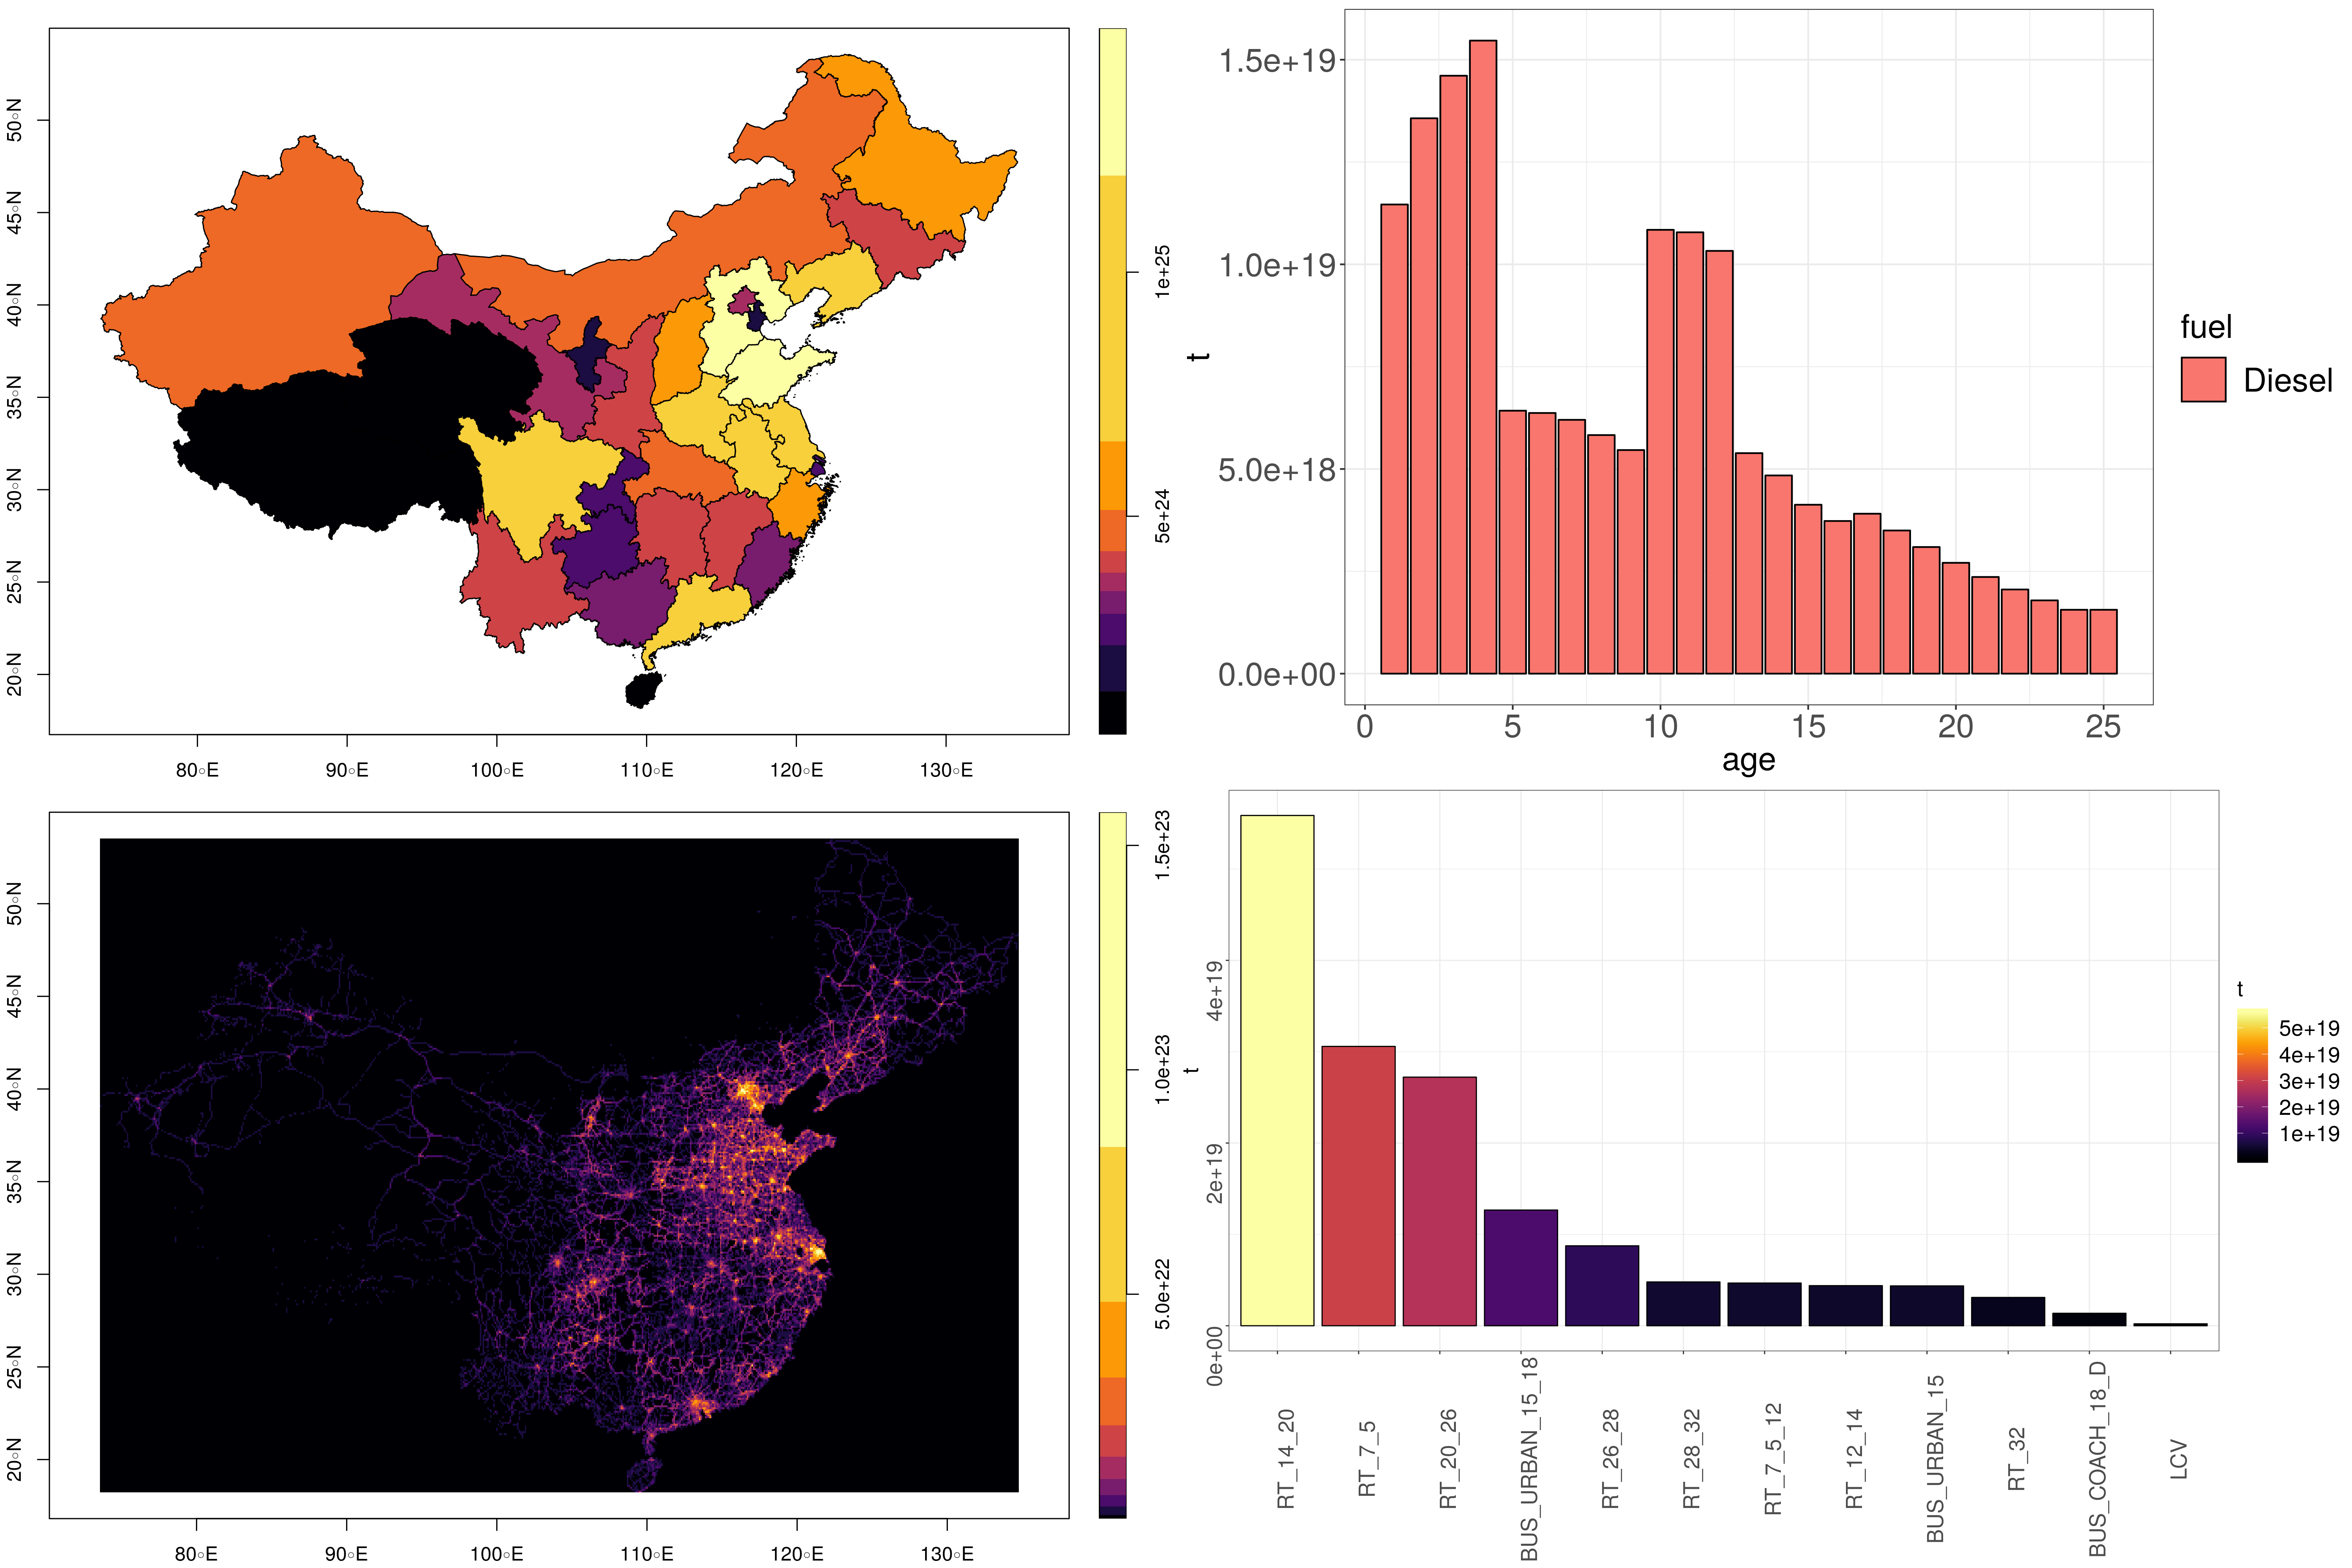 50°N
45°N
40°N
35°N
30°N
25°N
20°N
80°E 90°E 100°E 110°E 120°E 130°E
1e+25
5e+24
1.5e+19
1.0e+19
5.0e+18
0.0e+00
t
0 5 10 15 20 25
age
fuel
Diesel
50°N
45°N
40°N
35°N
30°N
25°N
20°N
80°E 90°E 100°E 110°E 120°E 130°E
1.5e+23
1.0e+23
5.0e+22
t
4e+19
2e+19
0e+00
RT_14_20
RT_7_5
RT_20_26
BUS_URBAN_15_18
RT_26_28
RT_28_32
RT_7_5_12
RT_12_14
BUS_URBAN_15
RT_32
BUS_COACH_18_D
LCV
t
5e+19
4e+19
3e+19
2e+19
1e+19